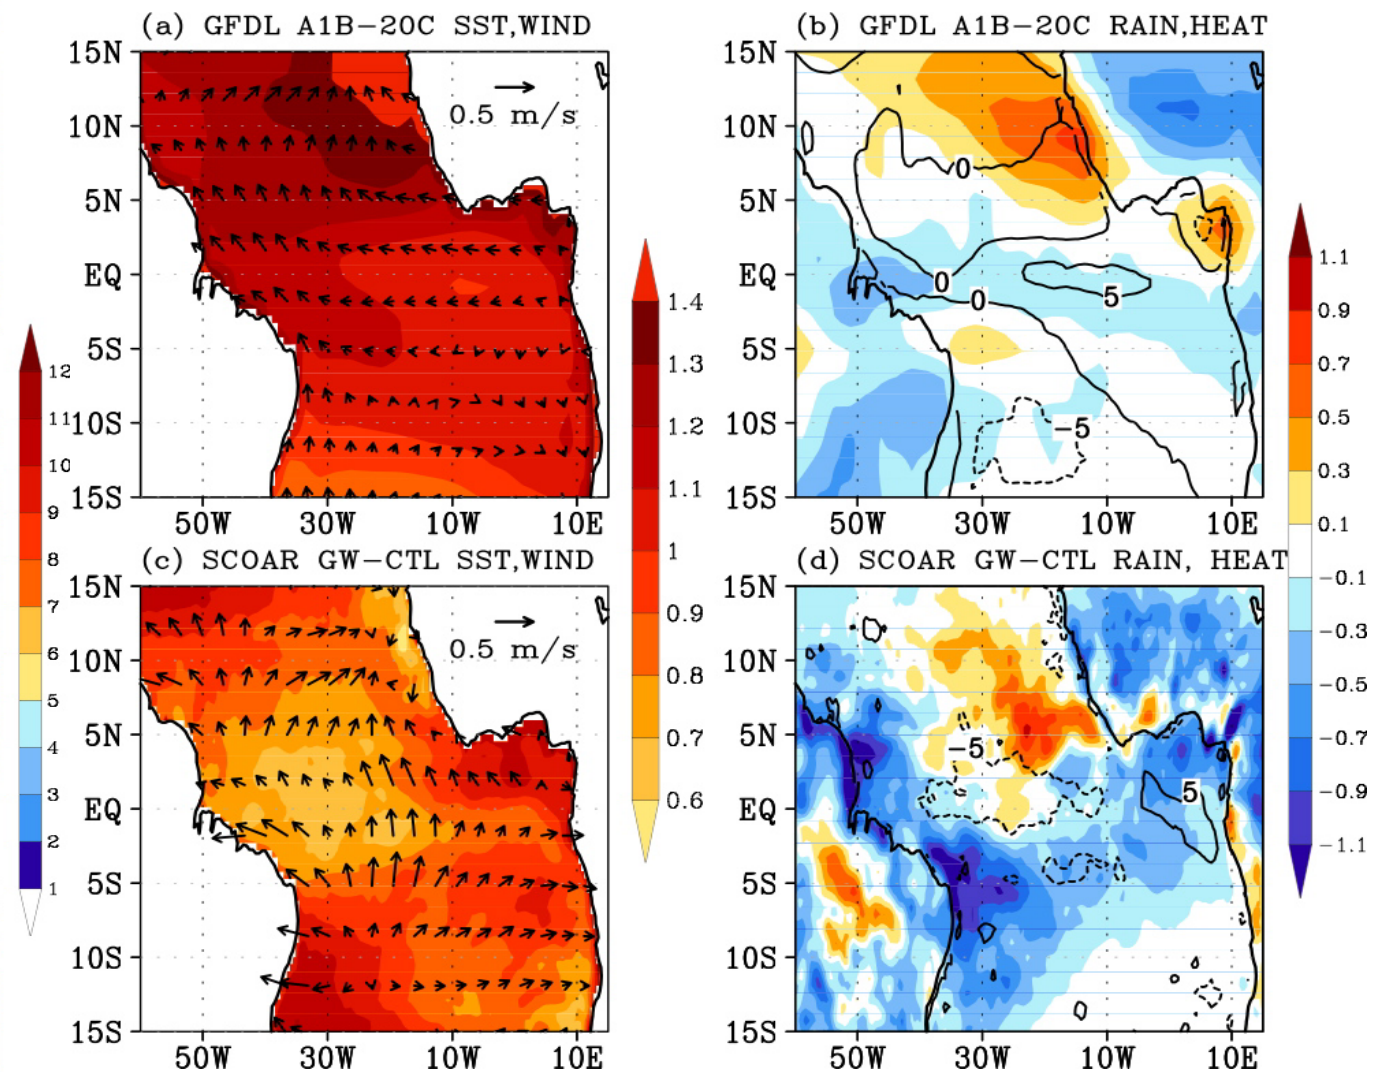 (a) GFDL A1B-20C SST,WIND
15N
10N
5N
EQ
5S
10S
15S
0.5 m/s
50W 30W 10W 10E
(b) GFDL A1B-20C RAIN,HEAT
15N
10N
5N
EQ
5S
10S
15S
0
0
0
5
-5
50W 30W 10W 10E
(c) SCOAR GW-CTL SST,WIND
15N
10N
5N
EQ
5S
10S
15S
0.5 m/s
50W 30W 10W 10E
(d) SCOAR GW-CTL RAIN, HEAT
15N
10N
5N
EQ
5S
10S
15S
-5
5
50W 30W 10W 10E
12
11
10
9
8
7
6
5
4
3
2
1
1.4
1.3
1.2
1.1
1
0.9
0.8
0.7
0.6
1.1
0.9
0.7
0.5
0.3
0.1
-0.1
-0.3
-0.5
-0.7
-0.9
-1.1